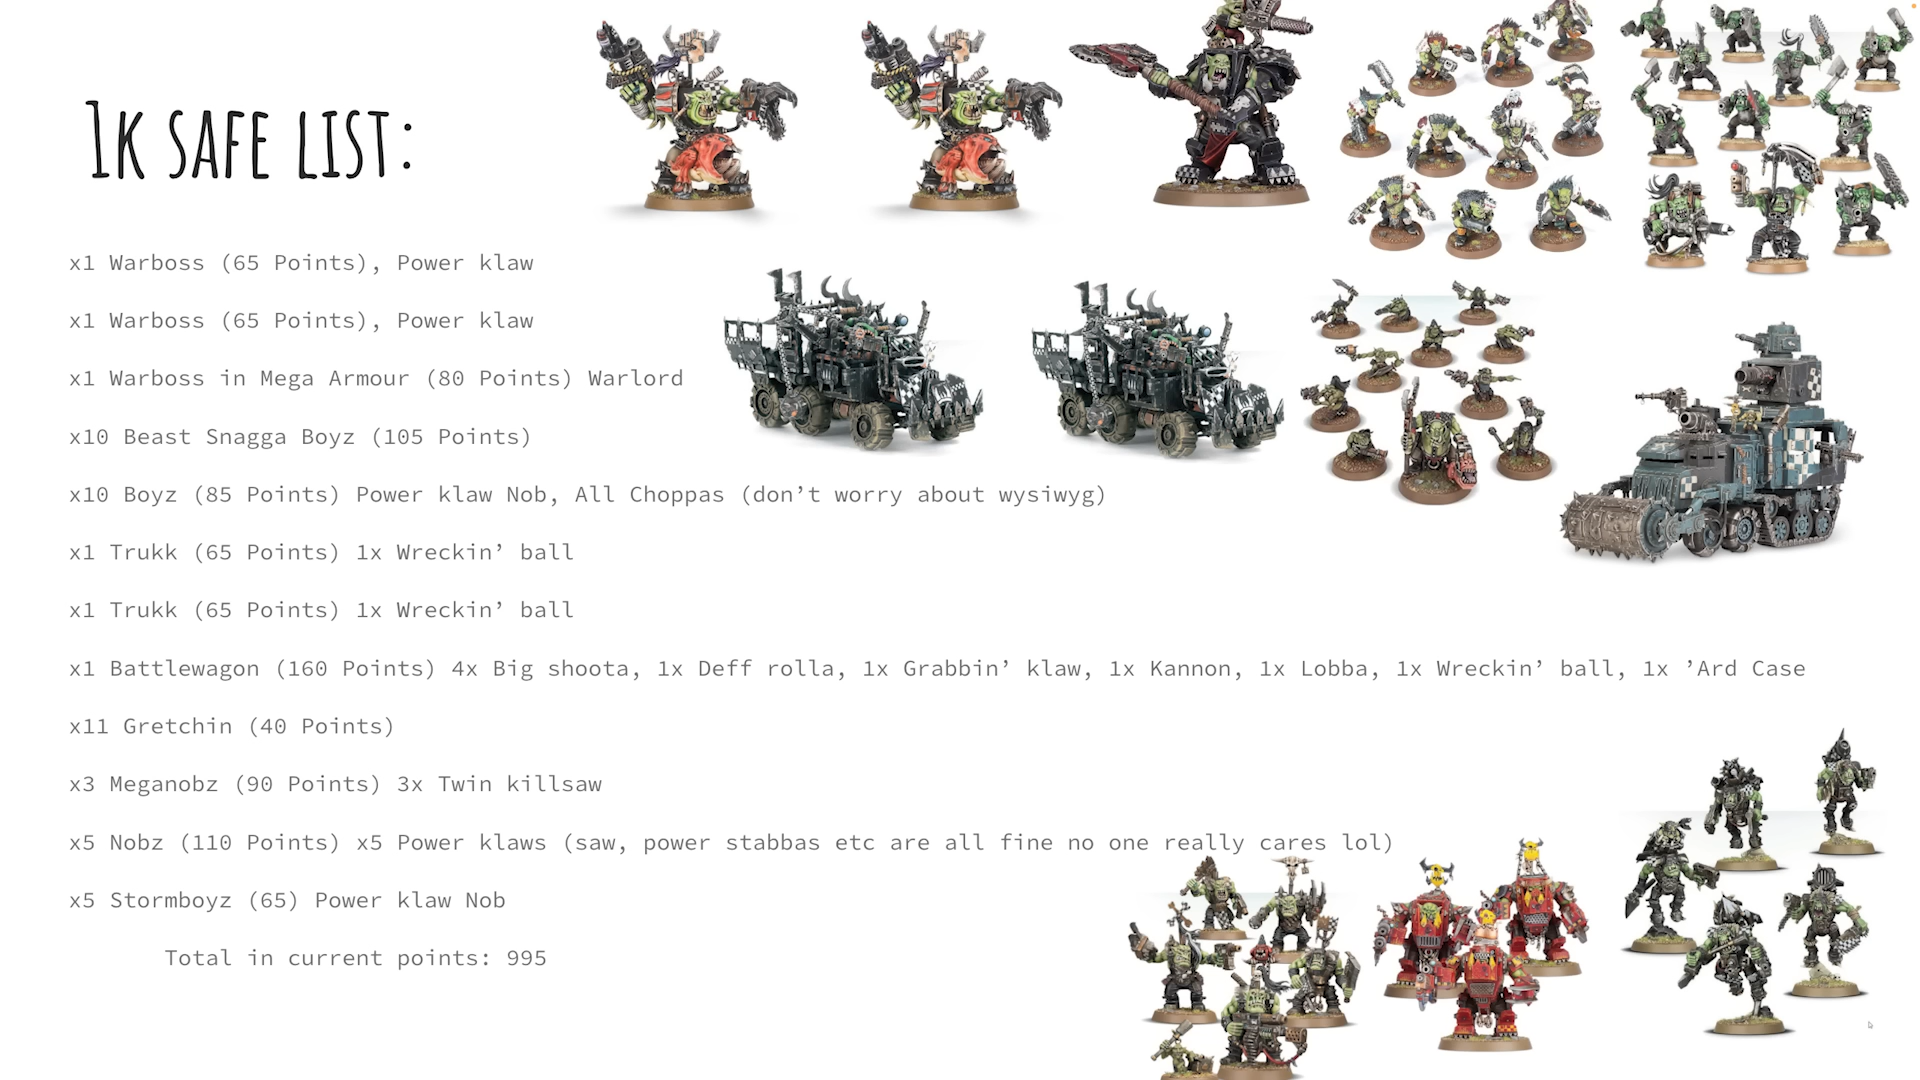 1K SAFE LIST:
x1 Warboss (65 Points), Power klaw
x1 Warboss (65 Points), Power klaw
x1 Warboss in Mega Armour (80 Points) Warlord
x10 Beast Snagga Boyz (105 Points)
x10 Boyz (85 Points) Power klaw Nob, All Choppas (don’t worry about wysiwyg)
x1 Trukk (65 Points) 1x Wreckin’ ball
x1 Trukk (65 Points) 1x Wreckin’ ball
x1 Battlewagon (160 Points) 4x Big shoota, 1x Deff rolla, 1x Grabbin’ klaw, 1x Kannon, 1x Lobba, 1x Wreckin’ ball, 1x ’Ard Case
x11 Gretchin (40 Points)
x3 Meganobz (90 Points) 3x Twin killsaw
x5 Nobz (110 Points) x5 Power klaws (saw, power stabbas etc are all fine no one really cares lol)
x5 Stormboyz (65) Power klaw Nob
Total in current points: 995